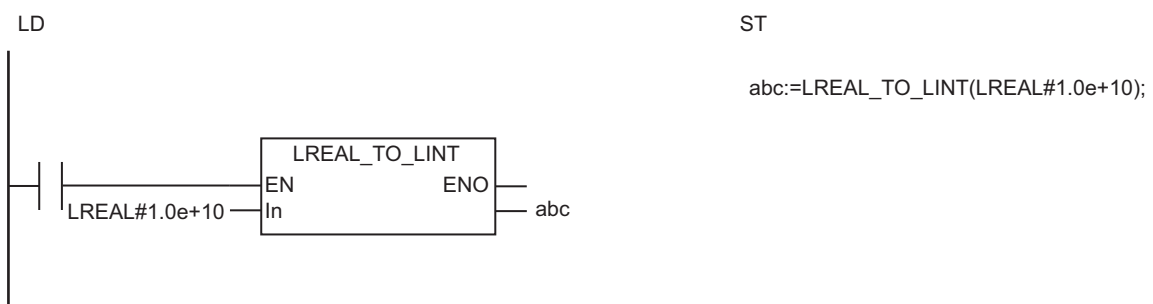 LD
ST
abc:=LREAL_TO_LINT(LREAL#1.0e+10);
LREAL_TO_LINT
EN
ENO
LREAL#1.0e+10
In
abc